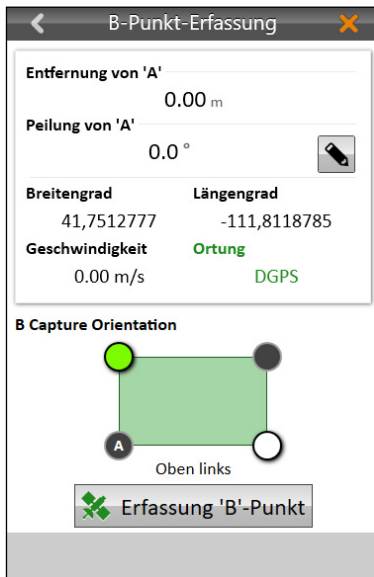 B-Punkt-Erfassung
Entfernung von 'A'
0.00 m
Peilung von 'A'
0.0 °
Breitengrad Längengrad
41,7512777 -111,8118785
Geschwindigkeit Ortung
0.00 m/s DGPS
B Capture Orientation
A
Oben links
Erfassung 'B'-Punkt